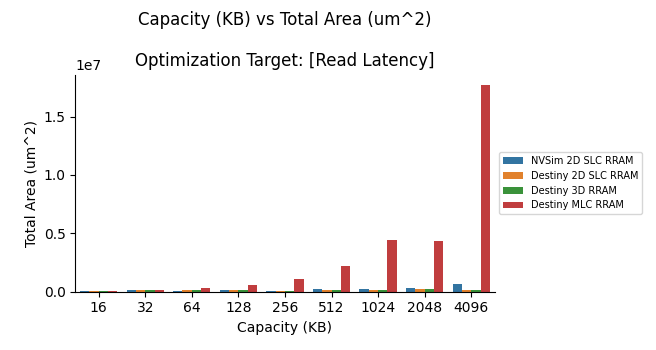 Capacity (KB) vs Total Area (um^2)
Optimization Target: [Read Latency]
1e7
1.5
1.0
0.5
0.0
Total Area (um^2)
16 32 64 128 256 512 1024 2048 4096
Capacity (KB)
NVSim 2D SLC RRAM
Destiny 2D SLC RRAM
Destiny 3D RRAM
Destiny MLC RRAM